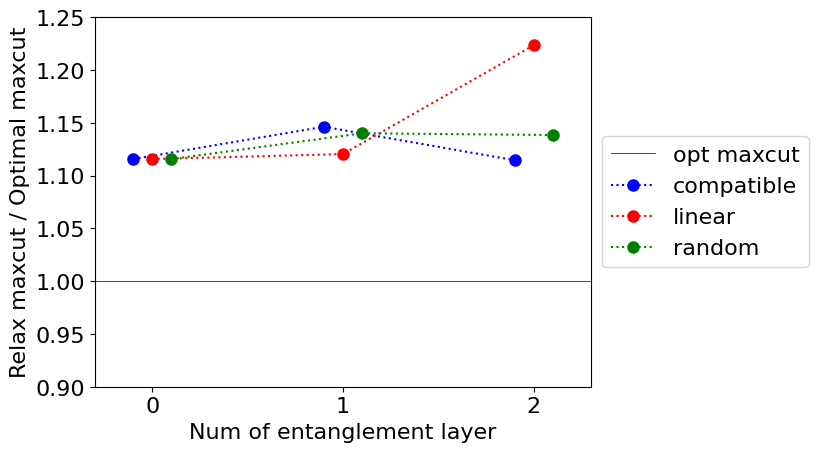 Relax maxcut / Optimal maxcut
1.25
1.20
1.15
1.10
1.05
1.00
0.95
0.90
0
1
2
Num of entanglement layer
opt maxcut
compatible
linear
random